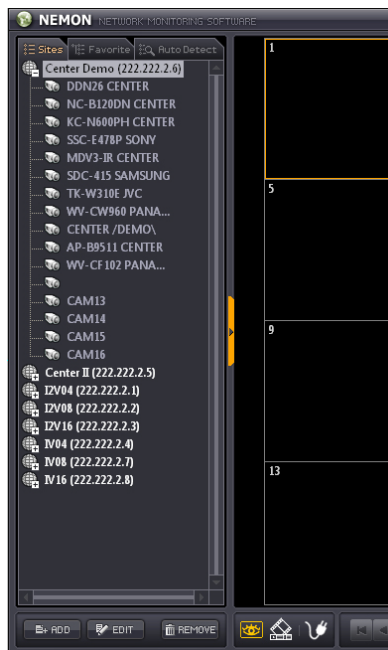 NEMON NETWORK MONITORING SOFTWARE
Sites Favorite Auto Detect
Center Demo (222.222.2.6)
DDN26 CENTER
NC-B120DN CENTER
KC-N600PH CENTER
SSC-E478P SONY
MDV3-IR CENTER
SDC-415 SAMSUNG
TK-W310E JVC
WV-CW960 PANA...
CENTER /DEMO\
AP-B9511 CENTER
WV-CF102 PANA...
CAM13
CAM14
CAM15
CAM16
Center II (222.222.2.5)
I2V04 (222.222.2.1)
I2V08 (222.222.2.2)
I2V16 (222.222.2.3)
IV04 (222.222.2.4)
IV08 (222.222.2.7)
IV16 (222.222.2.8)
ADD EDIT REMOVE
1
5
9
13